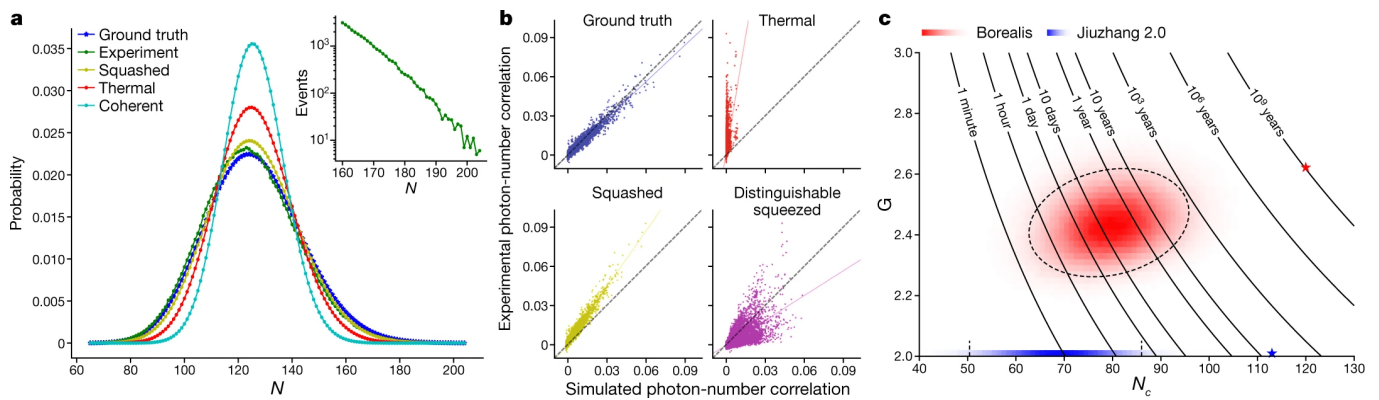 a
Ground truth
Experiment
Squashed
Thermal
Coherent
Probability
0.035
0.030
0.025
0.020
0.015
0.010
0.005
0
60
80
100
120
140
160
180
200
N
Events
10³
10²
10¹
160
170
180
190
200
N
b
Experimental photon-number correlation
Ground truth
Thermal
0.09
0.06
0.03
0
Squashed
Distinguishable
squeezed
0.09
0.06
0.03
0
0
0.03
0.06
0.09
0
0.03
0.06
0.09
Simulated photon-number correlation
c
Borealis
Jiuzhang 2.0
G
3.0
2.8
2.6
2.4
2.2
2.0
1 minute
1 hour
1 day
10 days
1 year
10 years
10³ years
10⁶ years
10⁹ years
40
50
60
70
80
90
100
110
120
130
N_c